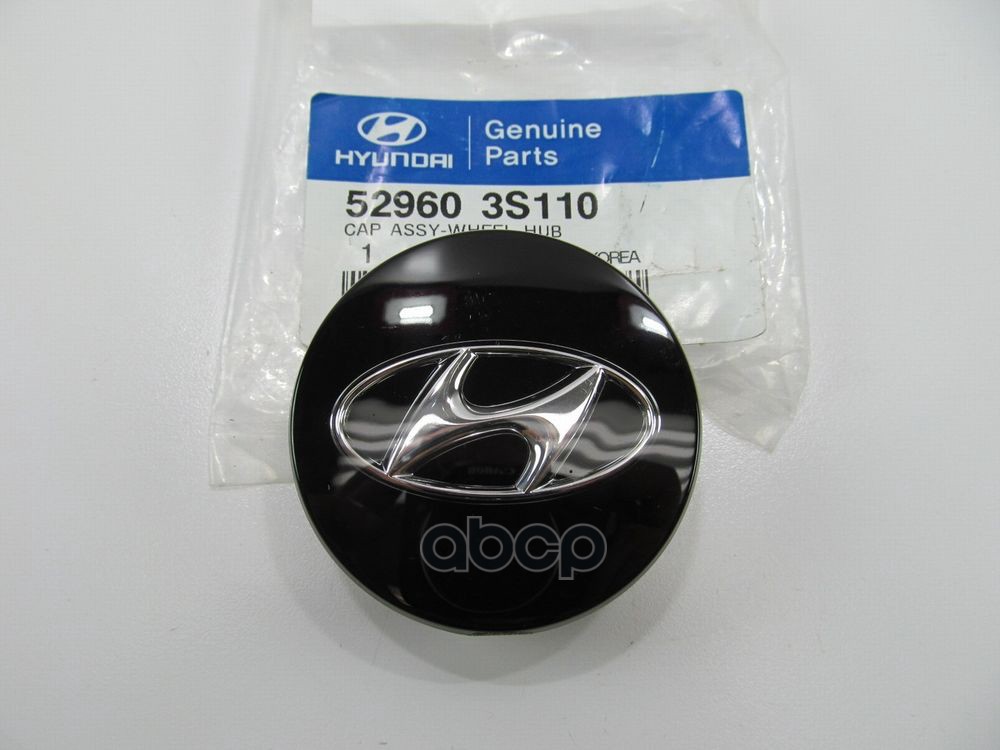 HYUNDAI
Genuine
Parts
52960 3S110
CAP ASSY-WHEEL HUB
1 KOREA
abcp